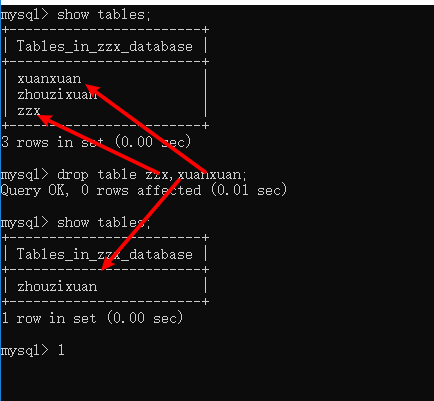 mysql> show tables;
+------------------------+
| Tables_in_zzx_database |
+------------------------+
| xuanxuan               |
| zhouzixuan             |
| zzx                    |
+------------------------+
3 rows in set (0.00 sec)
mysql> drop table zzx,xuanxuan;
Query OK, 0 rows affected (0.01 sec)
mysql> show tables;
+------------------------+
| Tables_in_zzx_database |
+------------------------+
| zhouzixuan             |
+------------------------+
1 row in set (0.00 sec)
mysql> 1